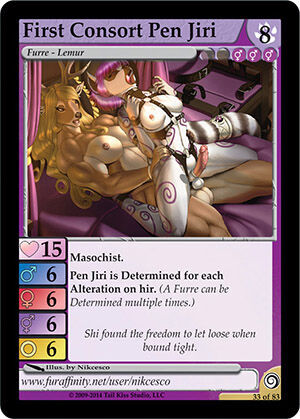 First Consort Pen Jiri
8
Furre - Lemur
15
Masochist.
6
Pen Jiri is Determined for each
Alteration on hir. (A Furre can be
6
Determined multiple times.)
6
Shi found the freedom to let loose when
6
bound tight.
Illus. by Nikcesco
www.furaffinity.net/user/nikcesco
© 2009-2014 Tail Kiss Studio, LLC
33 of 83